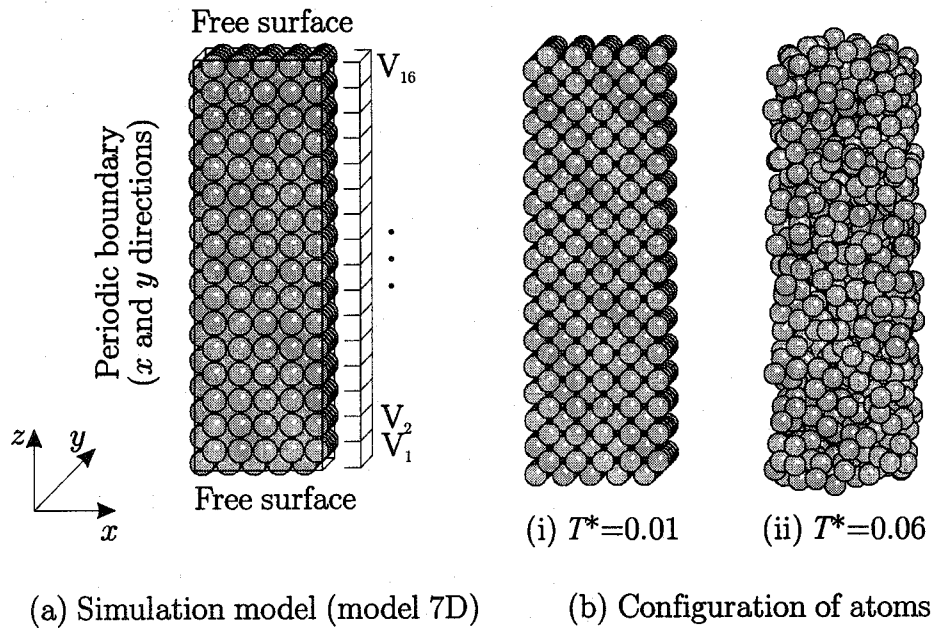 Free surface
V16
Periodic boundary
(x and y directions)
V2
V1
z
y
x
Free surface
(i) T*=0.01
(ii) T*=0.06
(a) Simulation model (model 7D)
(b) Configuration of atoms